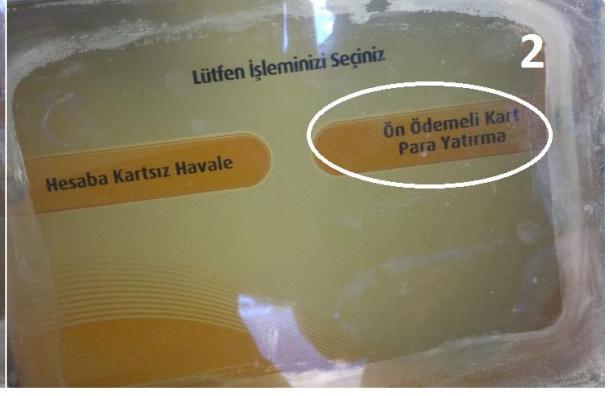 2
Lütfen İşleminizi Seçiniz
Hesaba Kartsız Havale
Ön Ödemeli Kart
Para Yatırma